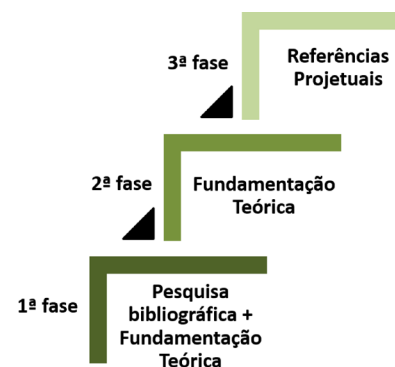 3ª fase
Referências
Projetuais
2ª fase
Fundamentação
Teórica
1ª fase
Pesquisa
bibliográfica +
Fundamentação
Teórica